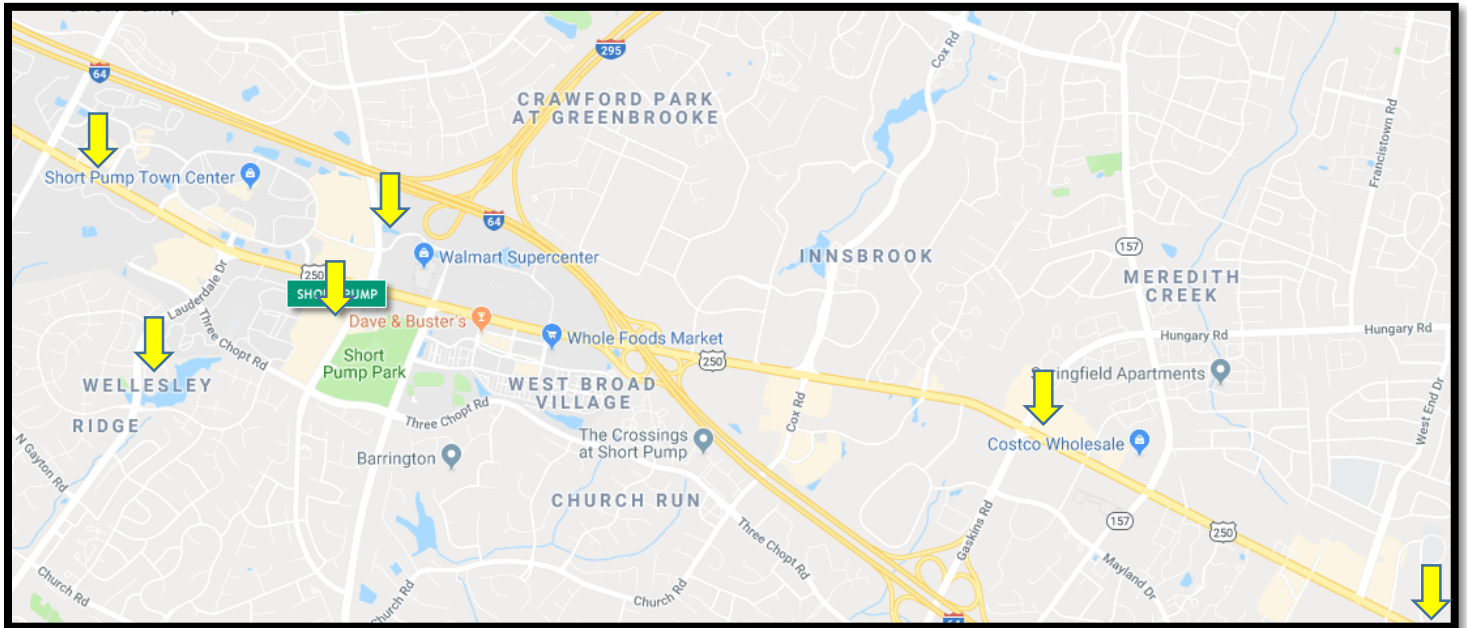 295
Cox Rd
64
CRAWFORD PARK
AT GREENBROOKE
Francistown Rd
Short Pump Town Center
64
Walmart Supercenter
INNSBROOK
157
MEREDITH
CREEK
250
Lauderdale Dr
Dave & Buster's
Three Chopt Rd
Whole Foods Market
Hungary Rd
Hungary Rd
Short
Pump Park
250
Apartments
WELLESLEY
WEST BROAD
VILLAGE
RIDGE
Three Chopt Rd
Cox Rd
West End Dr
The Crossings
at Short Pump
Costco Wholesale
N Gayton Rd
Barrington
CHURCH RUN
Three Chopt Rd
Gaskins Rd
157
250
Mayland Dr
Church Rd
Church Rd
Church Rd